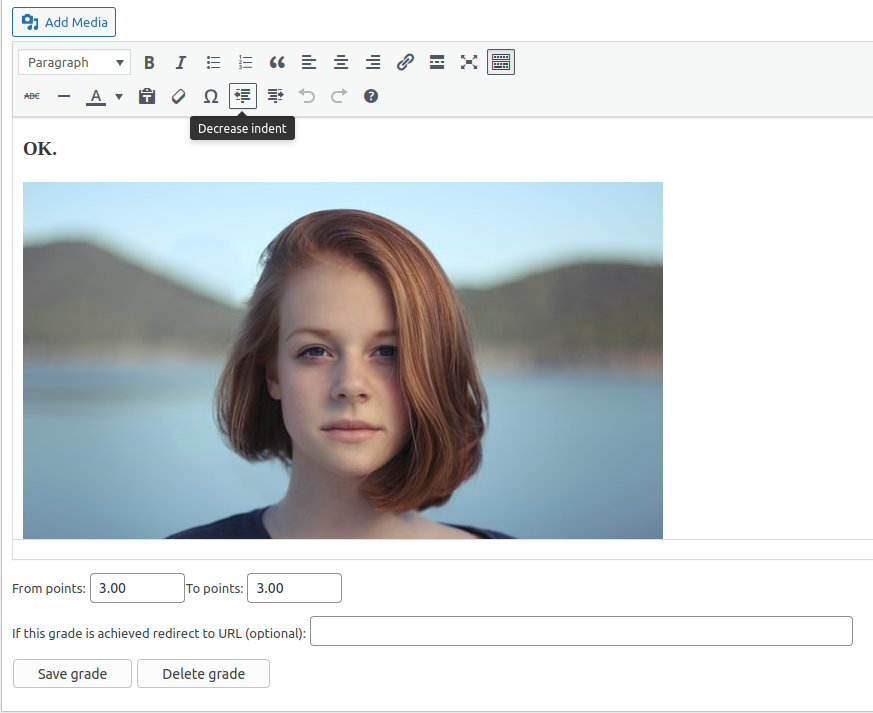 Add Media
Paragraph
B I
ABC A Ω ?
Decrease indent
OK.
From points: 3.00 To points: 3.00
If this grade is achieved redirect to URL (optional):
Save grade Delete grade